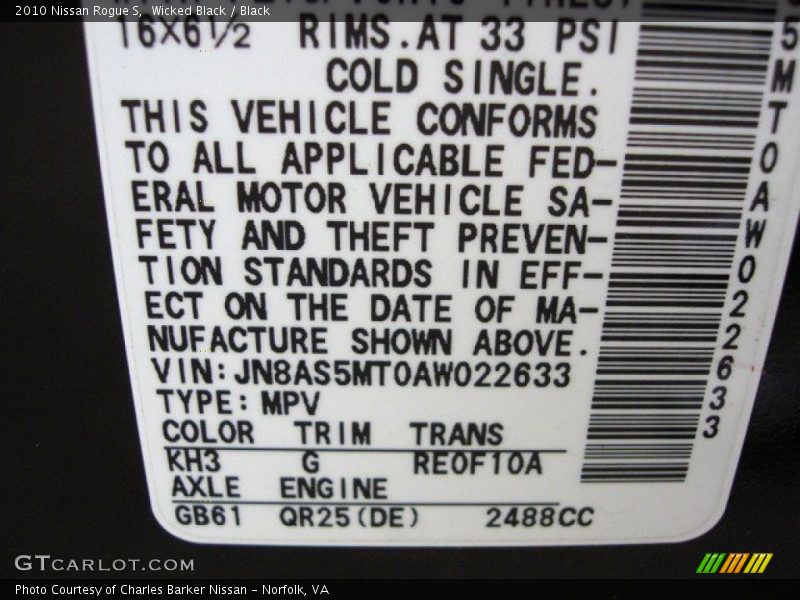 2010 Nissan Rogue S, Wicked Black / Black
16X6½ RIMS.AT 33 PSI
COLD SINGLE.
THIS VEHICLE CONFORMS
TO ALL APPLICABLE FED-
ERAL MOTOR VEHICLE SA-
FETY AND THEFT PREVEN-
TION STANDARDS IN EFF-
ECT ON THE DATE OF MA-
NUFACTURE SHOWN ABOVE.
VIN:JN8AS5MT0AW022633
TYPE:MPV
COLOR TRIM TRANS
KH3 G RE0F10A
AXLE ENGINE
GB61 QR25(DE) 2488CC
5MT0AW022633
GTCARLOT.COM
Photo Courtesy of Charles Barker Nissan - Norfolk, VA